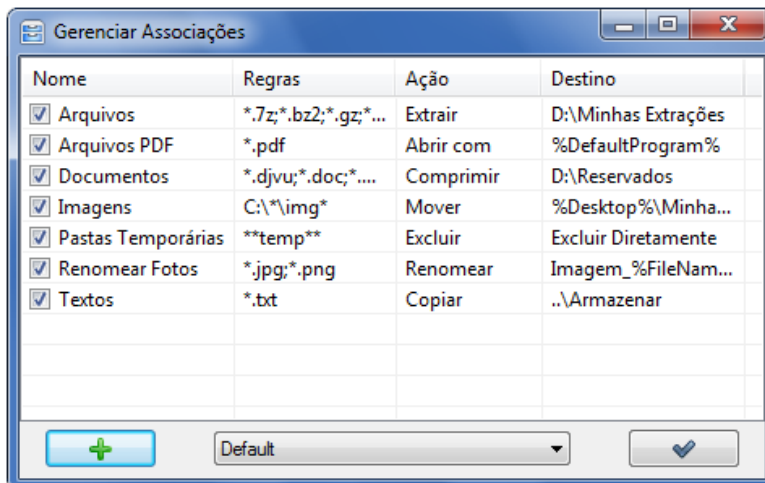 Gerenciar Associações
Nome Regras Ação Destino
Arquivos *.7z;*.bz2;*.gz;*... Extrair D:\Minhas Extrações
Arquivos PDF *.pdf Abrir com %DefaultProgram%
Documentos *.djvu;*.doc;*.... Comprimir D:\Reservados
Imagens C:\*\img* Mover %Desktop%\Minha...
Pastas Temporárias **temp** Excluir Excluir Diretamente
Renomear Fotos *.jpg;*.png Renomear Imagem_%FileNam...
Textos *.txt Copiar ..\Armazenar
Default